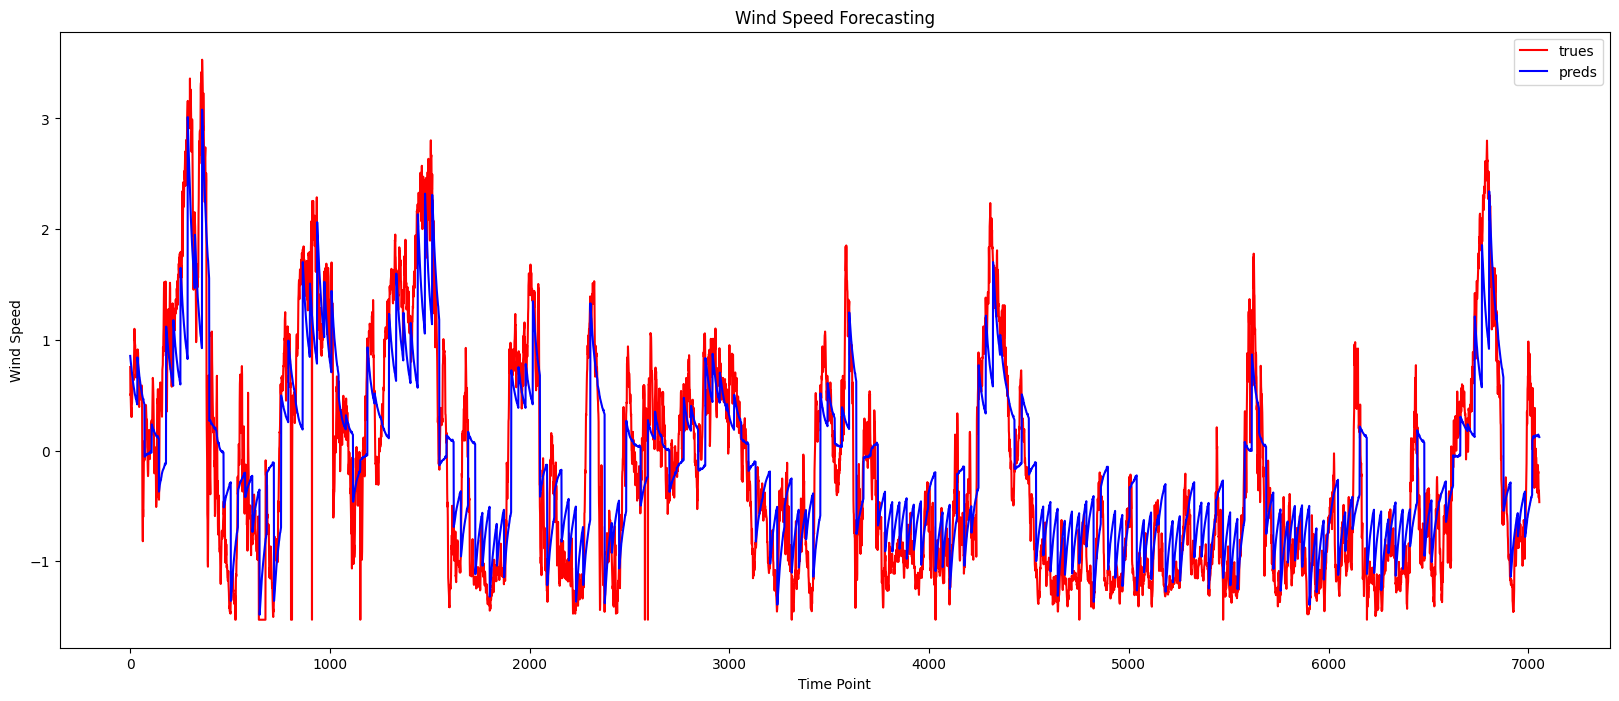 Wind Speed Forecasting
trues
preds
Wind Speed
3
2
1
0
−1
0 1000 2000 3000 4000 5000 6000 7000
Time Point